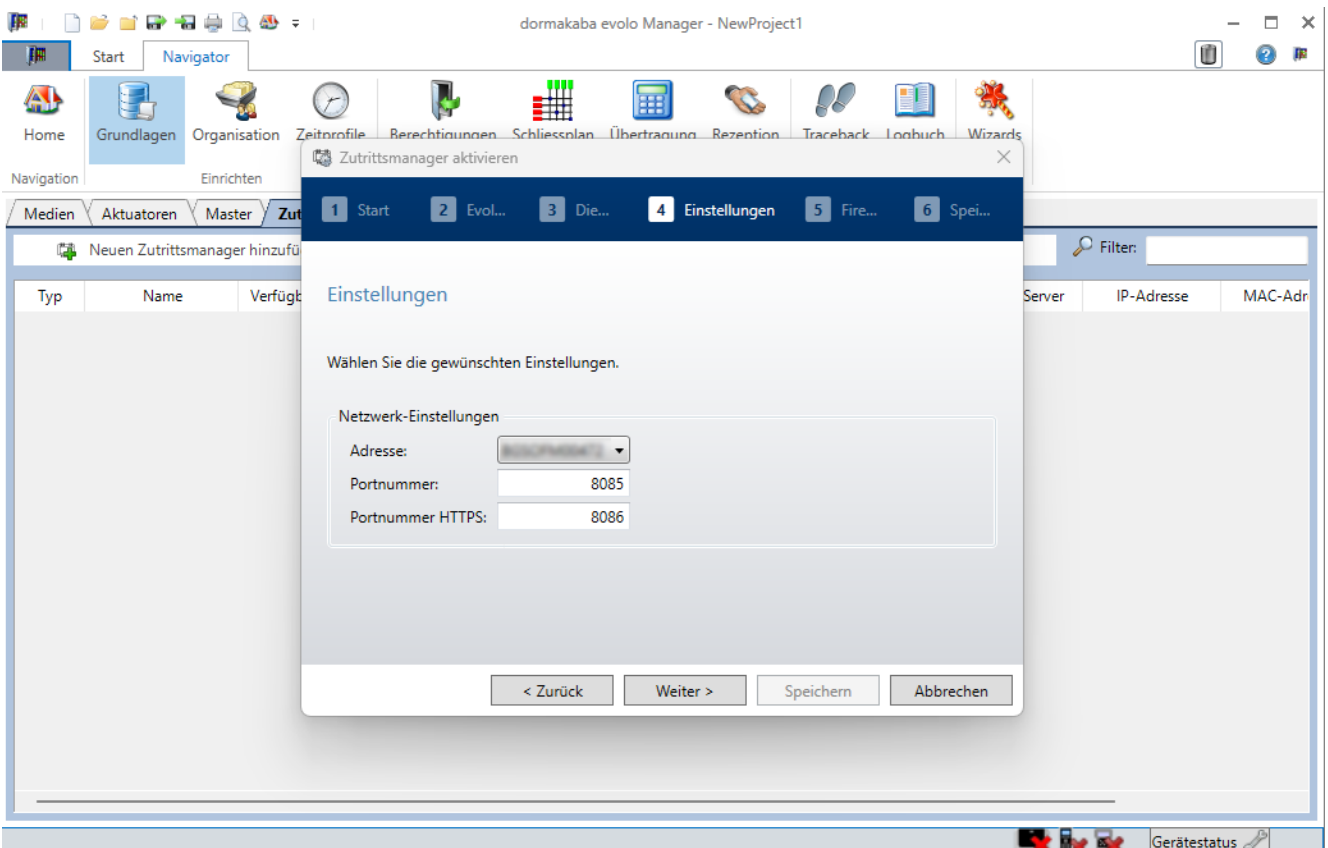 dormakaba evolo Manager - NewProject1
Start Navigator
Home Grundlagen Organisation Zeitprofile Berechtigungen Schliessplan Übertragung Rezeption Traceback Logbuch Wizards
Navigation Einrichten
Zutrittsmanager aktivieren
1 Start 2 Evol... 3 Die... 4 Einstellungen 5 Fire... 6 Spei...
Medien Aktuatoren Master Zut
Neuen Zutrittsmanager hinzufü
Filter:
Typ Name Verfügb Server IP-Adresse MAC-Adr
Einstellungen
Wählen Sie die gewünschten Einstellungen.
Netzwerk-Einstellungen
Adresse:
Portnummer: 8085
Portnummer HTTPS: 8086
< Zurück Weiter > Speichern Abbrechen
Gerätestatus